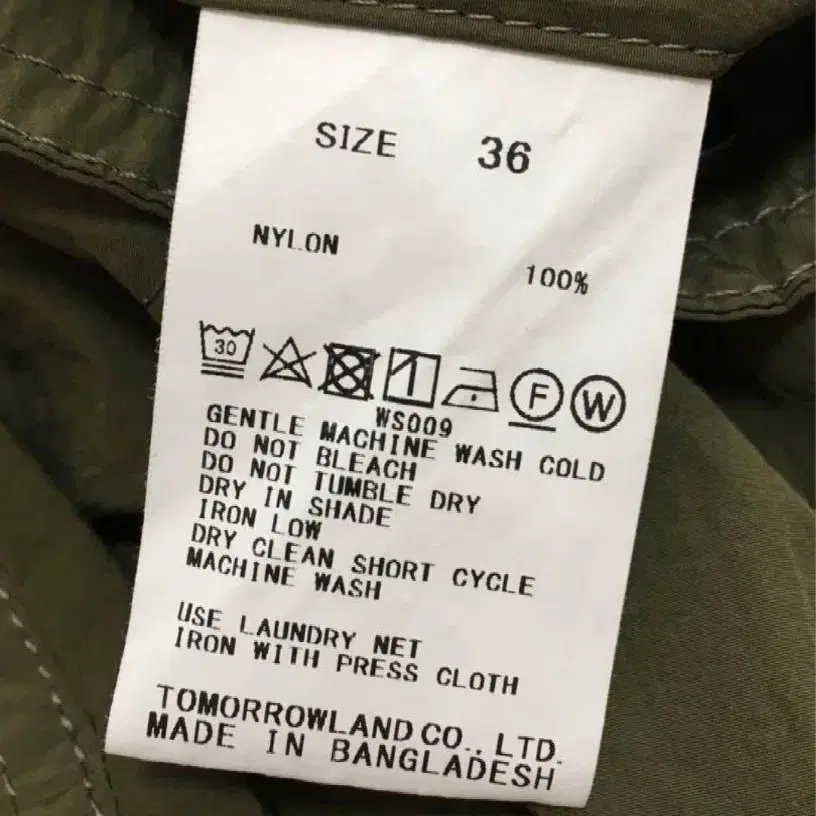 SIZE 36
NYLON
100%
30
F W
WS009
GENTLE MACHINE WASH COLD
DO NOT BLEACH
DO NOT TUMBLE DRY
DRY IN SHADE
IRON LOW
DRY CLEAN SHORT CYCLE
MACHINE WASH
USE LAUNDRY NET
IRON WITH PRESS CLOTH
TOMORROWLAND CO., LTD.
MADE IN BANGLADESH